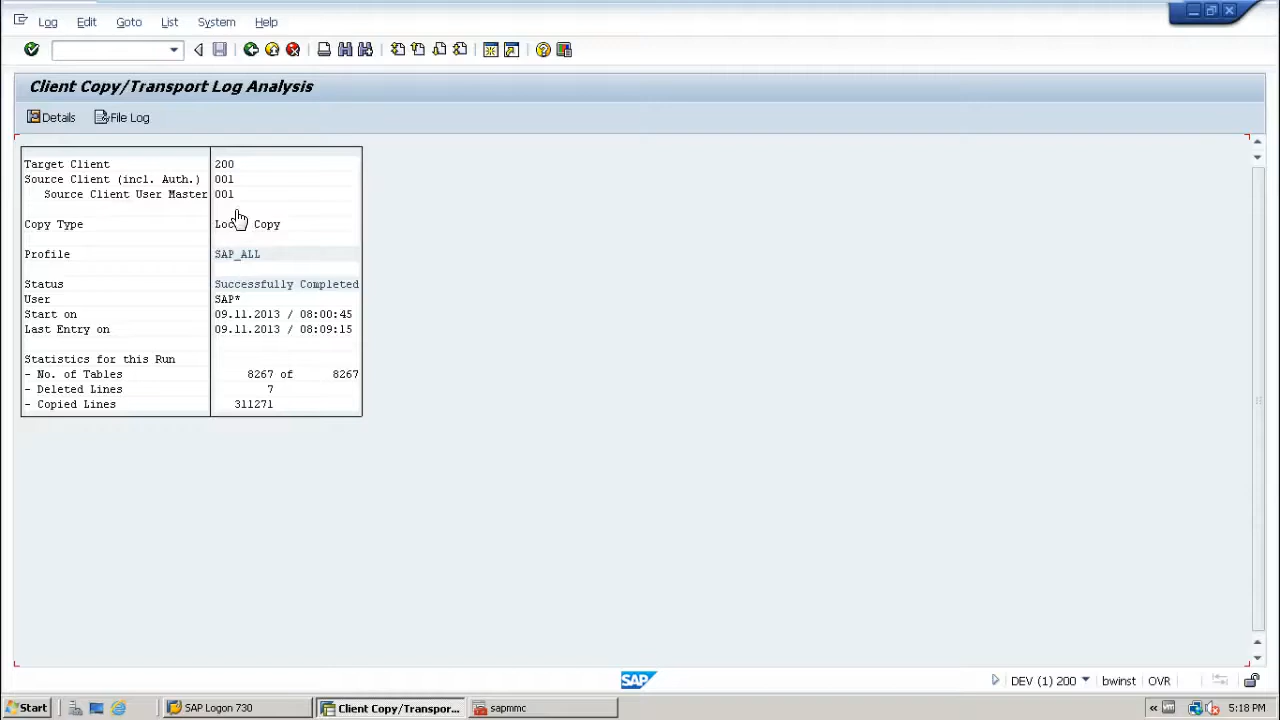 Log Edit Goto List System Help
Client Copy/Transport Log Analysis
Details File Log
Target Client 200
Source Client (incl. Auth.) 001
Source Client User Master 001
Copy Type Local Copy
Profile SAP_ALL
Status Successfully Completed
User SAP*
Start on 09.11.2013 / 08:00:45
Last Entry on 09.11.2013 / 08:09:15
Statistics for this Run
- No. of Tables 8267 of 8267
- Deleted Lines 7
- Copied Lines 311271
SAP DEV (1) 200 bwinst OVR
Start SAP Logon 730 Client Copy/Transpor... sapmmc « 5:18 PM